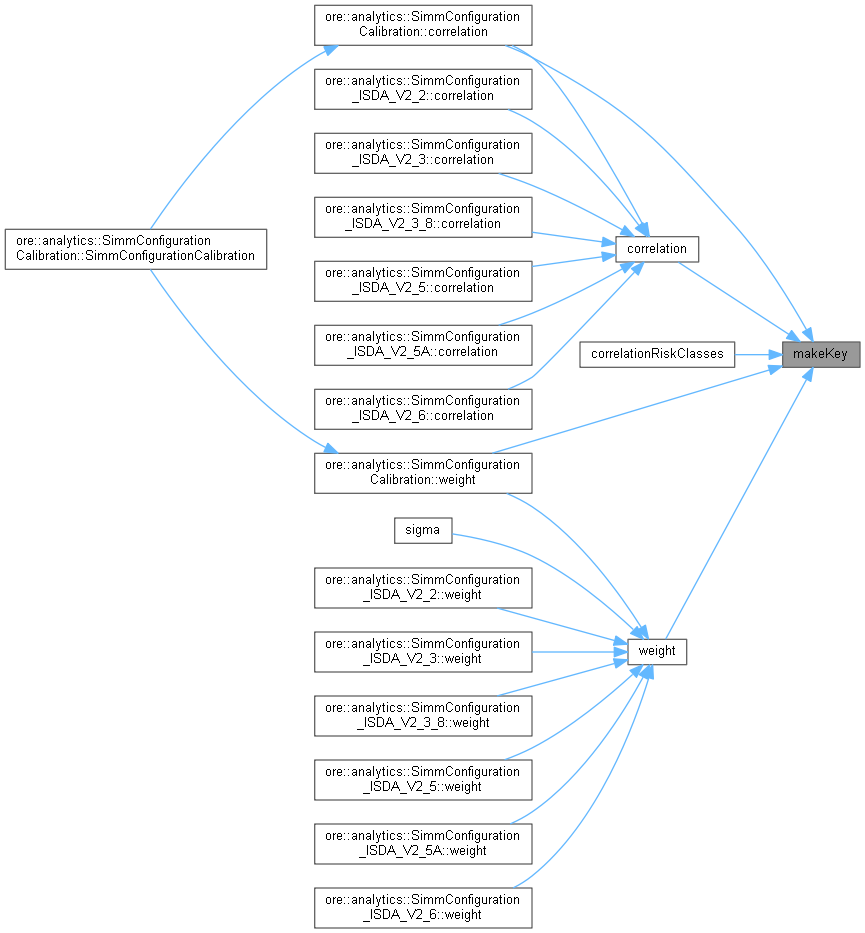 ore::analytics::SimmConfiguration
Calibration::correlation
ore::analytics::SimmConfiguration
_ISDA_V2_2::correlation
ore::analytics::SimmConfiguration
_ISDA_V2_3::correlation
ore::analytics::SimmConfiguration
_ISDA_V2_3_8::correlation
ore::analytics::SimmConfiguration
Calibration::SimmConfigurationCalibration
correlation
ore::analytics::SimmConfiguration
_ISDA_V2_5::correlation
ore::analytics::SimmConfiguration
_ISDA_V2_5A::correlation
correlationRiskClasses
makeKey
ore::analytics::SimmConfiguration
_ISDA_V2_6::correlation
ore::analytics::SimmConfiguration
Calibration::weight
sigma
ore::analytics::SimmConfiguration
_ISDA_V2_2::weight
ore::analytics::SimmConfiguration
_ISDA_V2_3::weight
weight
ore::analytics::SimmConfiguration
_ISDA_V2_3_8::weight
ore::analytics::SimmConfiguration
_ISDA_V2_5::weight
ore::analytics::SimmConfiguration
_ISDA_V2_5A::weight
ore::analytics::SimmConfiguration
_ISDA_V2_6::weight